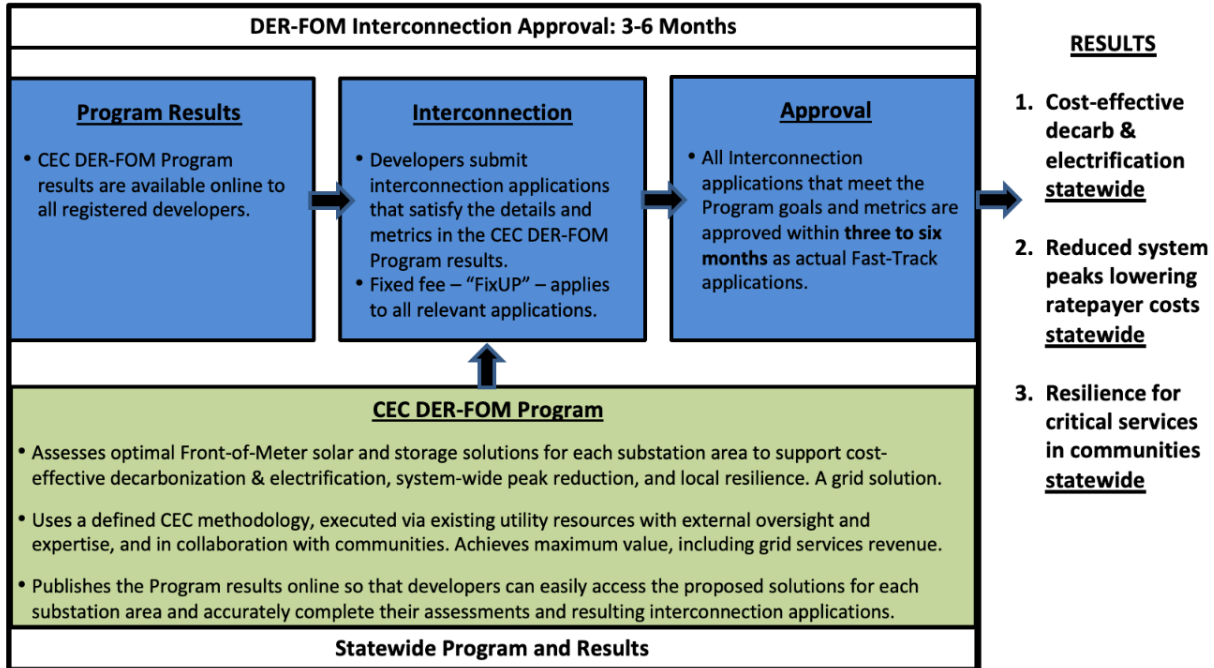 DER-FOM Interconnection Approval: 3-6 Months
Program Results
• CEC DER-FOM Program
results are available online to
all registered developers.
Interconnection
• Developers submit
interconnection applications
that satisfy the details and
metrics in the CEC DER-FOM
Program results.
• Fixed fee – “FixUP” – applies
to all relevant applications.
Approval
• All Interconnection
applications that meet the
Program goals and metrics are
approved within three to six
months as actual Fast-Track
applications.
CEC DER-FOM Program
• Assesses optimal Front-of-Meter solar and storage solutions for each substation area to support cost-
effective decarbonization & electrification, system-wide peak reduction, and local resilience. A grid solution.
• Uses a defined CEC methodology, executed via existing utility resources with external oversight and
expertise, and in collaboration with communities. Achieves maximum value, including grid services revenue.
• Publishes the Program results online so that developers can easily access the proposed solutions for each
substation area and accurately complete their assessments and resulting interconnection applications.
Statewide Program and Results
RESULTS
1. Cost-effective
decarb &
electrification
statewide
2. Reduced system
peaks lowering
ratepayer costs
statewide
3. Resilience for
critical services
in communities
statewide